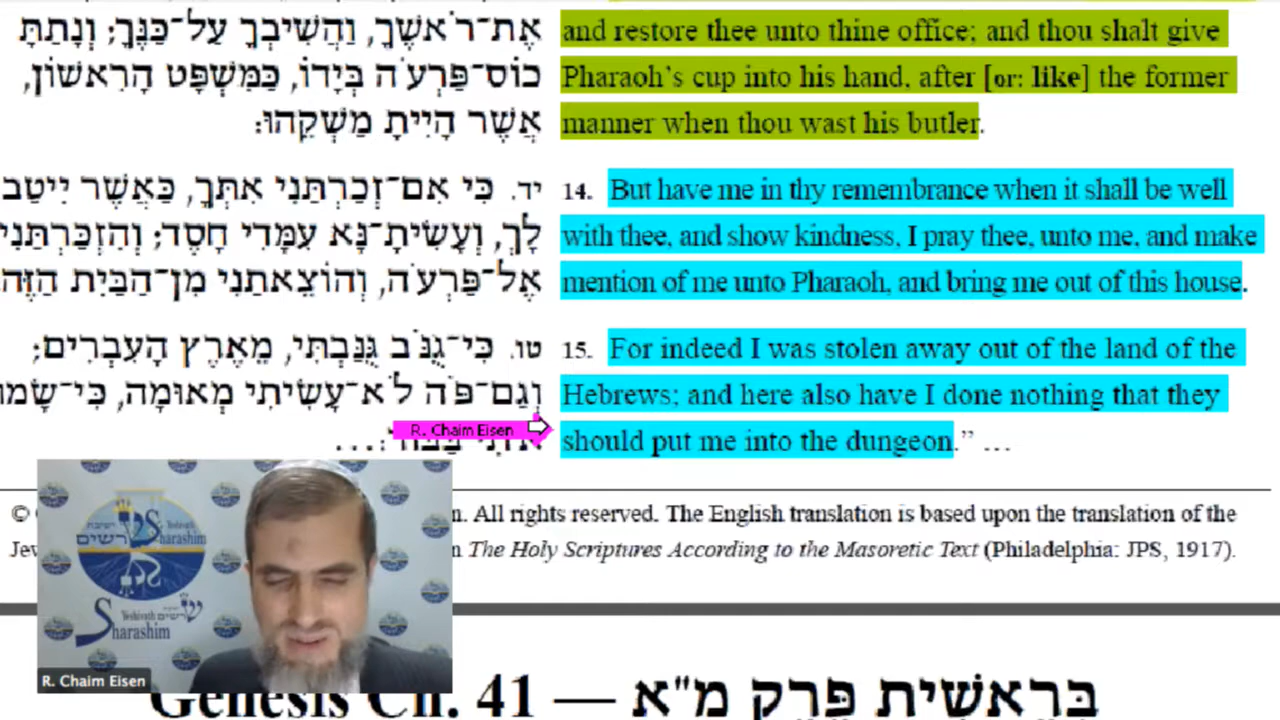 אֶת־רֹאשֶׁךָ, וַהֲשִׁיבְךָ עַל־כַּנֶּךָ; וְנָתַתָּ
כוֹס־פַּרְעֹה בְּיָדוֹ, כַּמִּשְׁפָּט הָרִאשׁוֹן,
אֲשֶׁר הָיִיתָ מַשְׁקֵהוּ:
and restore thee unto thine office; and thou shalt give
Pharaoh's cup into his hand, after [or: like] the former
manner when thou wast his butler.
יד. כִּי אִם־זְכַרְתַּנִי אִתְּךָ, כַּאֲשֶׁר יִיטַב
לָךְ, וְעָשִׂיתָ־נָּא עִמָּדִי חָסֶד; וְהִזְכַּרְתַּנִי
אֶל־פַּרְעֹה, וְהוֹצֵאתַנִי מִן־הַבַּיִת הַזֶּה
14. But have me in thy remembrance when it shall be well
with thee, and show kindness, I pray thee, unto me, and make
mention of me unto Pharaoh, and bring me out of this house.
טו. כִּי־גֻנֹּב גֻּנַּבְתִּי, מֵאֶרֶץ הָעִבְרִים;
וְגַם־פֹּה לֹא־עָשִׂיתִי מְאוּמָה, כִּי־שָׂמוּ
15. For indeed I was stolen away out of the land of the
Hebrews; and here also have I done nothing that they
should put me into the dungeon.” …
R. Chaim Eisen
©
n. All rights reserved. The English translation is based upon the translation of the
The Holy Scriptures According to the Masoretic Text (Philadelphia: JPS, 1917).
Yeshivath
Sharashim
ישיבת
שרשים
Yeshivath שרשים
Sharashim
R. Chaim Eisen
Genesis Ch. 41 — בְּרֵאשִׁית פֶּרֶק מ"א